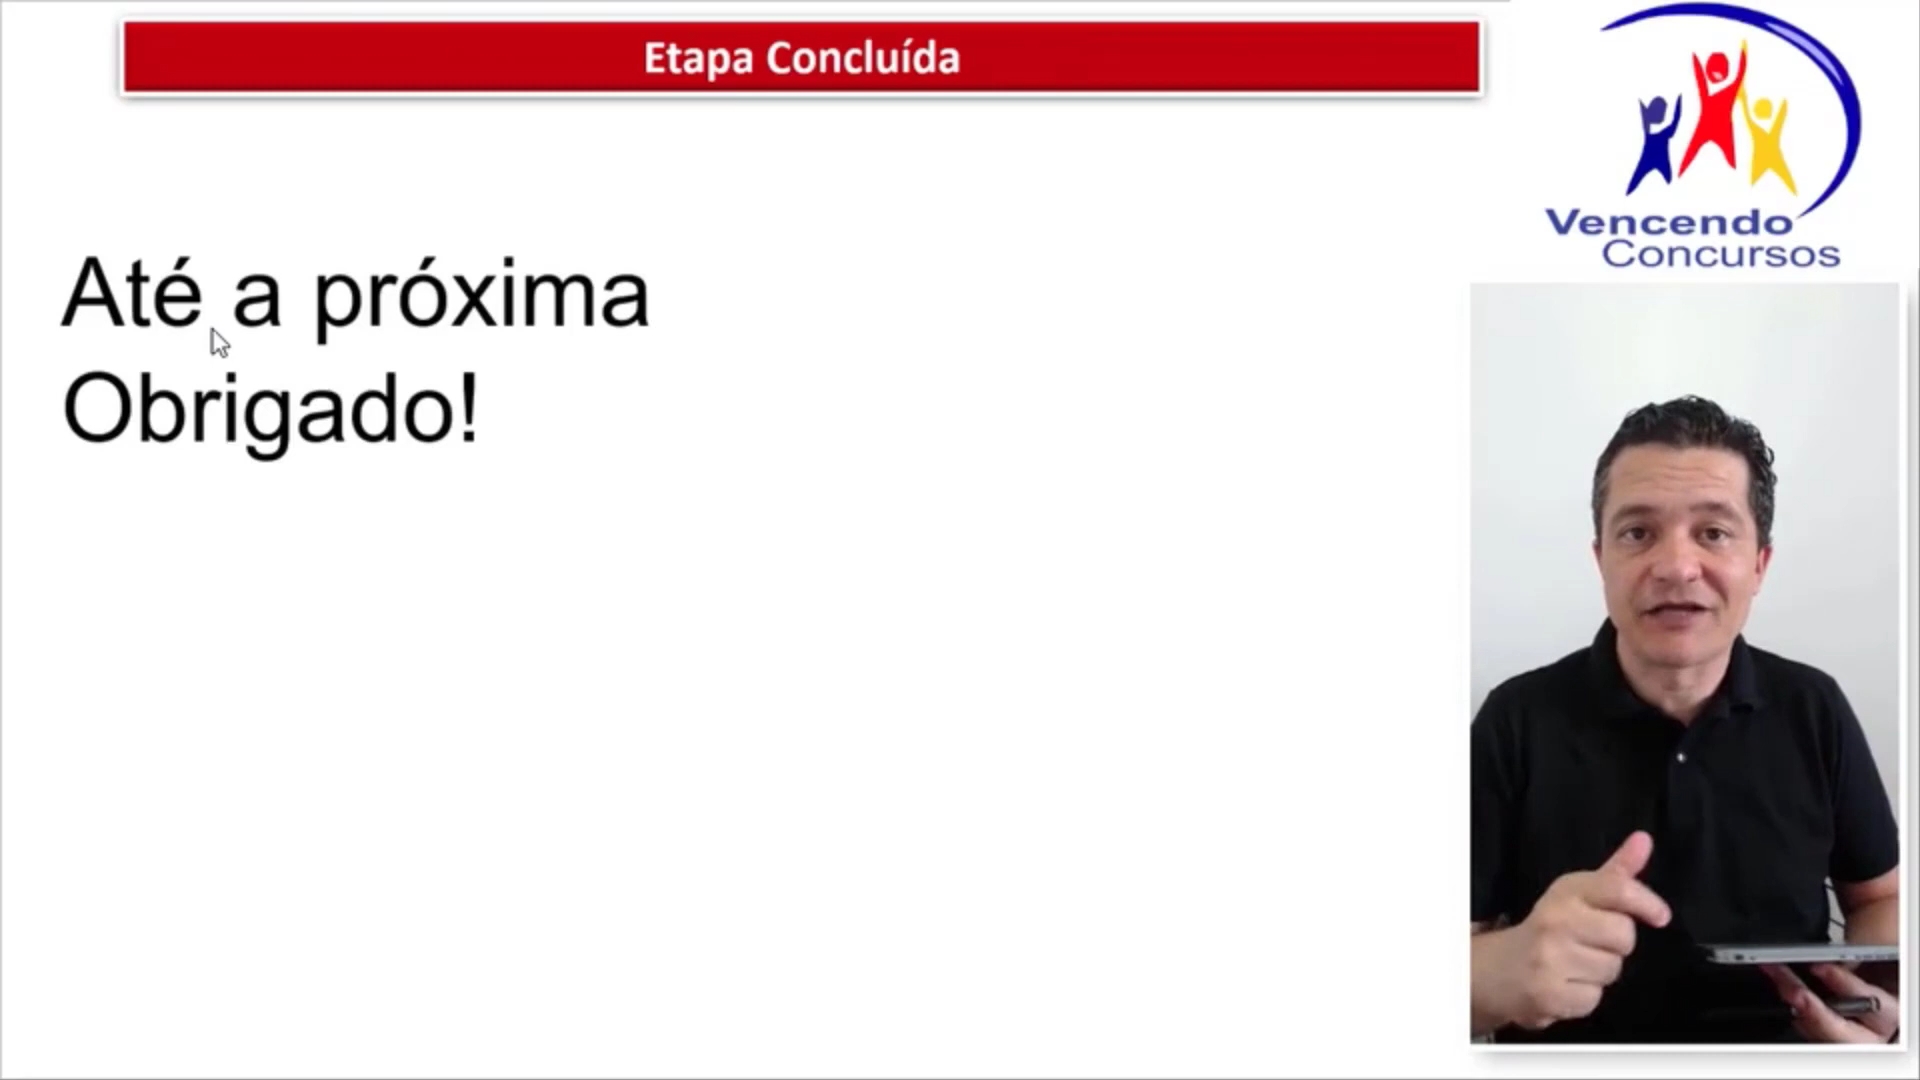 Etapa Concluída
Vencendo
Concursos
Até a próxima
Obrigado!